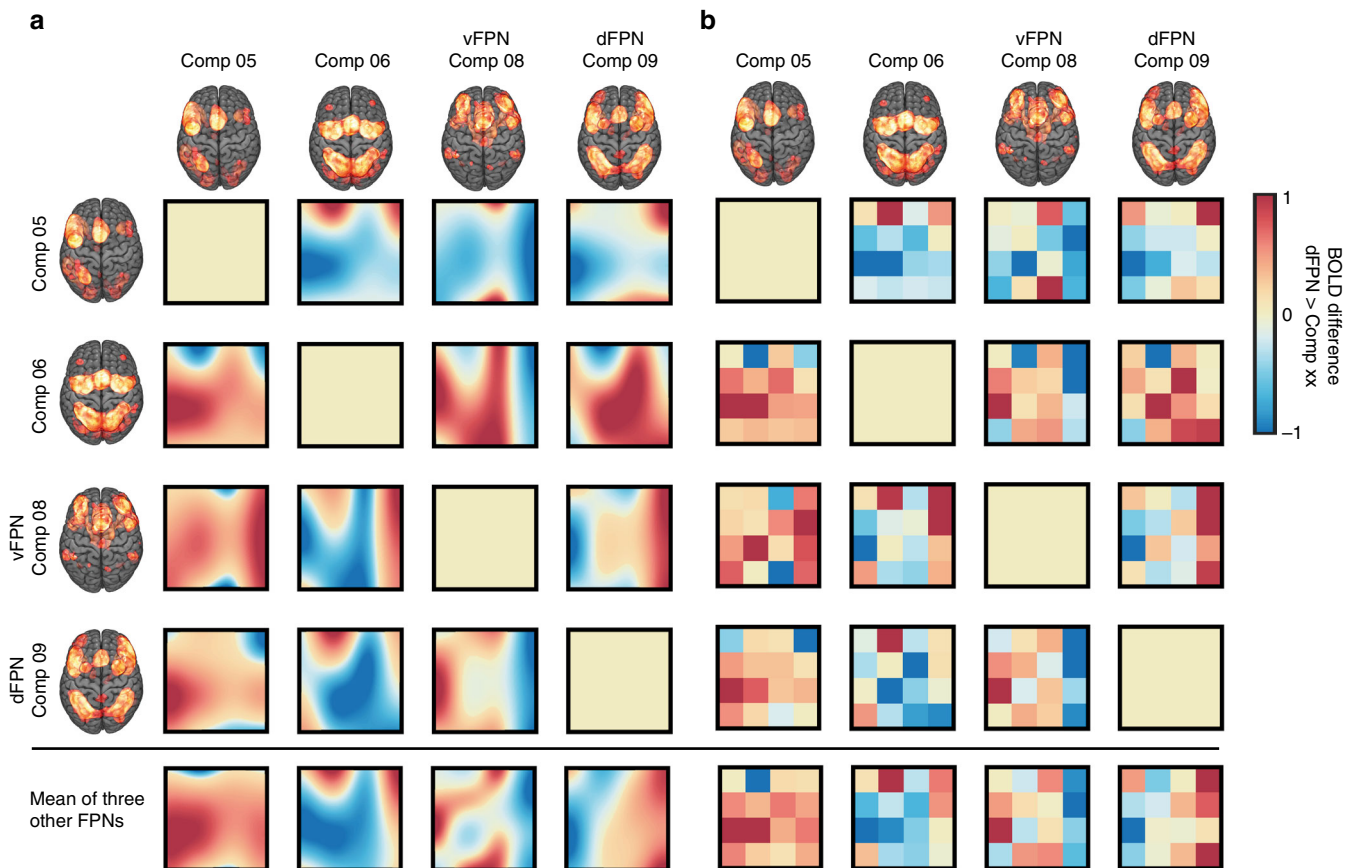 a
b
vFPN
dFPN
Comp 05
Comp 06
Comp 08
Comp 09
vFPN
dFPN
Comp 05
Comp 06
Comp 08
Comp 09
Comp 05
Comp 06
vFPN
Comp 08
dFPN
Comp 09
Mean of three
other FPNs
1
0
–1
BOLD difference
dFPN > Comp xx